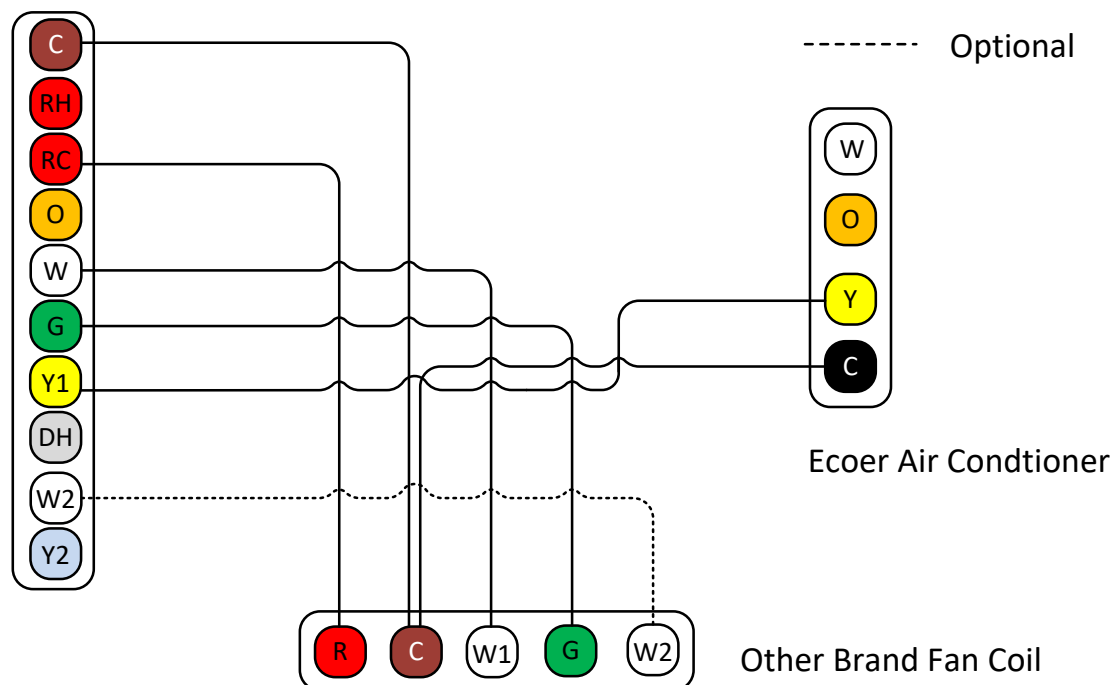 C
RH
RC
O
W
G
Y1
DH
W2
Y2
Optional
W
O
Y
C
Ecoer Air Condtioner
R
C
W1
G
W2
Other Brand Fan Coil